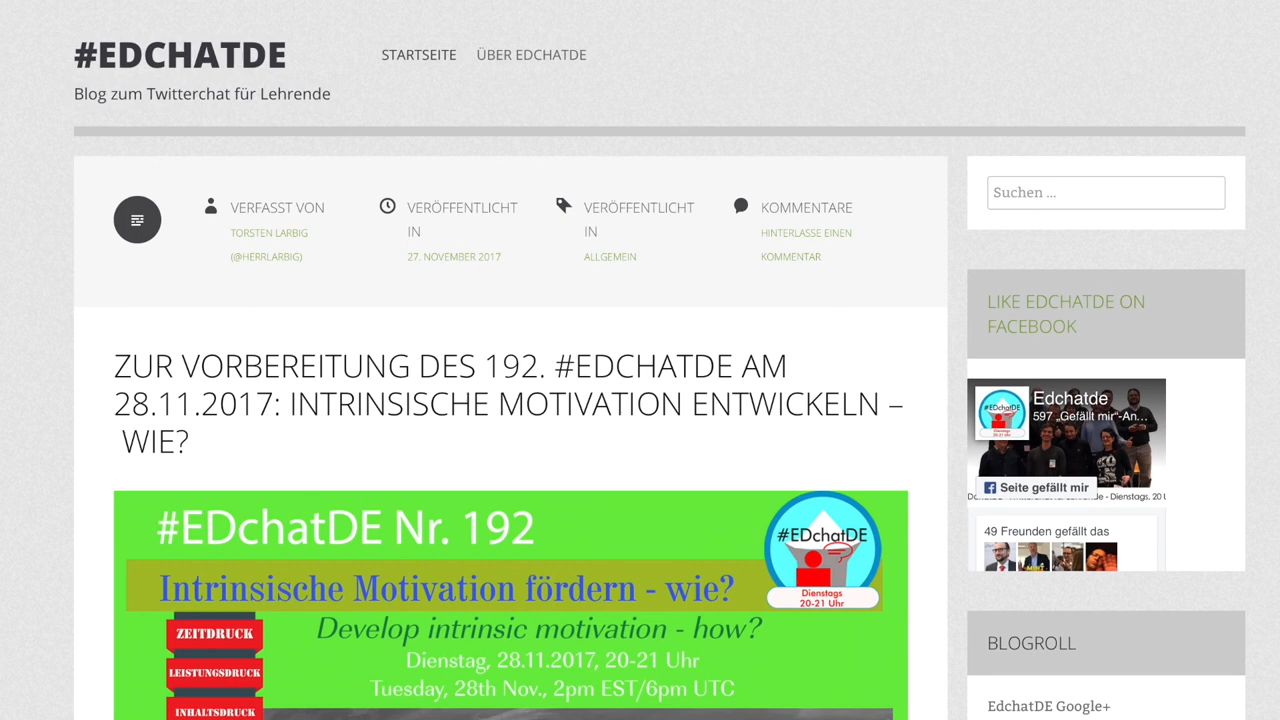 #EDCHATDE
STARTSEITE
ÜBER EDCHATDE
Blog zum Twitterchat für Lehrende
VERFASST VON
TORSTEN LARBIG
(@HERRLARBIG)
VERÖFFENTLICHT
IN
27. NOVEMBER 2017
VERÖFFENTLICHT
IN
ALLGEMEIN
KOMMENTARE
HINTERLASSE EINEN
KOMMENTAR
ZUR VORBEREITUNG DES 192. #EDCHATDE AM
28.11.2017: INTRINSISCHE MOTIVATION ENTWICKELN –
WIE?
#EDchatDE Nr. 192
#EDchatDE
Dienstags
20-21 Uhr
Intrinsische Motivation fördern - wie?
Develop intrinsic motivation - how?
Dienstag, 28.11.2017, 20-21 Uhr
Tuesday, 28th Nov., 2pm EST/6pm UTC
ZEITDRUCK
LEISTUNGSDRUCK
INHALTSDRUCK
Suchen ...
LIKE EDCHATDE ON
FACEBOOK
#EDchatDE
Dienstags
20-21 Uhr
Edchatde
597 „Gefällt mir“-An...
Seite gefällt mir
49 Freunden gefällt das
BLOGROLL
EdchatDE Google+